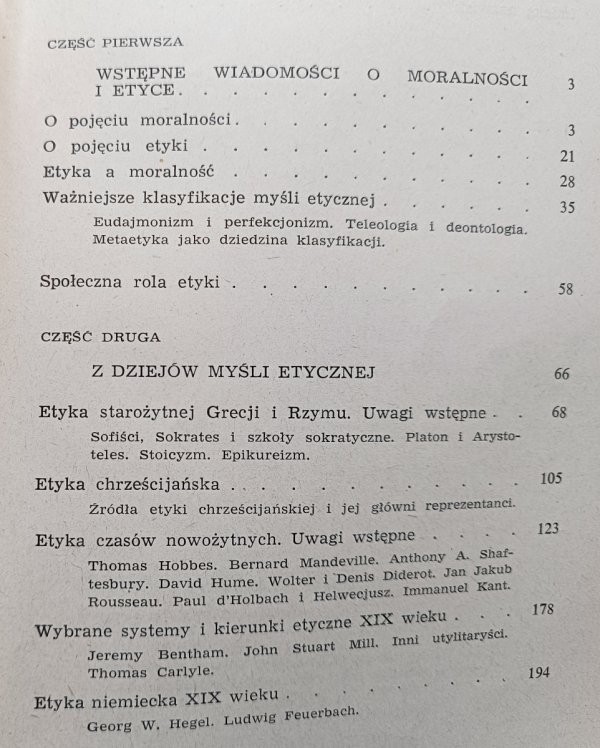 CZĘŚĆ PIERWSZA
WSTĘPNE WIADOMOŚCI O MORALNOŚCI
I ETYCE. . . . . . . . . . . 3
O pojęciu moralności. . . . . . . . . . 3
O pojęciu etyki . . . . . . . . . . 21
Etyka a moralność . . . . . . . . . . 28
Ważniejsze klasyfikacje myśli etycznej . . . . . . 35
Eudajmonizm i perfekcjonizm. Teleologia i deontologia.
Metaetyka jako dziedzina klasyfikacji.
Społeczna rola etyki . . . . . . . . . . 58
CZĘŚĆ DRUGA
Z DZIEJÓW MYŚLI ETYCZNEJ 66
Etyka starożytnej Grecji i Rzymu. Uwagi wstępne . . 68
Sofiści, Sokrates i szkoły sokratyczne. Platon i Arysto-
teles. Stoicyzm. Epikureizm.
Etyka chrześcijańska . . . . . . . . . . 105
Źródła etyki chrześcijańskiej i jej główni reprezentanci.
Etyka czasów nowożytnych. Uwagi wstępne . . . . 123
Thomas Hobbes. Bernard Mandeville. Anthony A. Shaf-
tesbury. David Hume. Wolter i Denis Diderot. Jan Jakub
Rousseau. Paul d'Holbach i Helwecjusz. Immanuel Kant.
Wybrane systemy i kierunki etyczne XIX wieku . . . 178
Jeremy Bentham. John Stuart Mill. Inni utylitaryści.
Thomas Carlyle.
Etyka niemiecka XIX wieku . . . . . . . . 194
Georg W. Hegel. Ludwig Feuerbach.